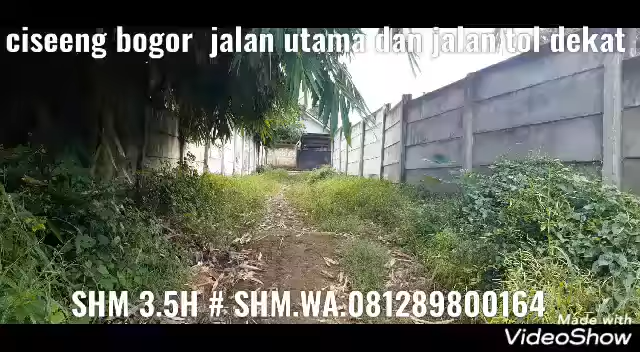 ciseeng bogor jalan utama dan jalan tol dekat
SHM 3.5H # SHM.WA.081289800164
Made with
VideoShow